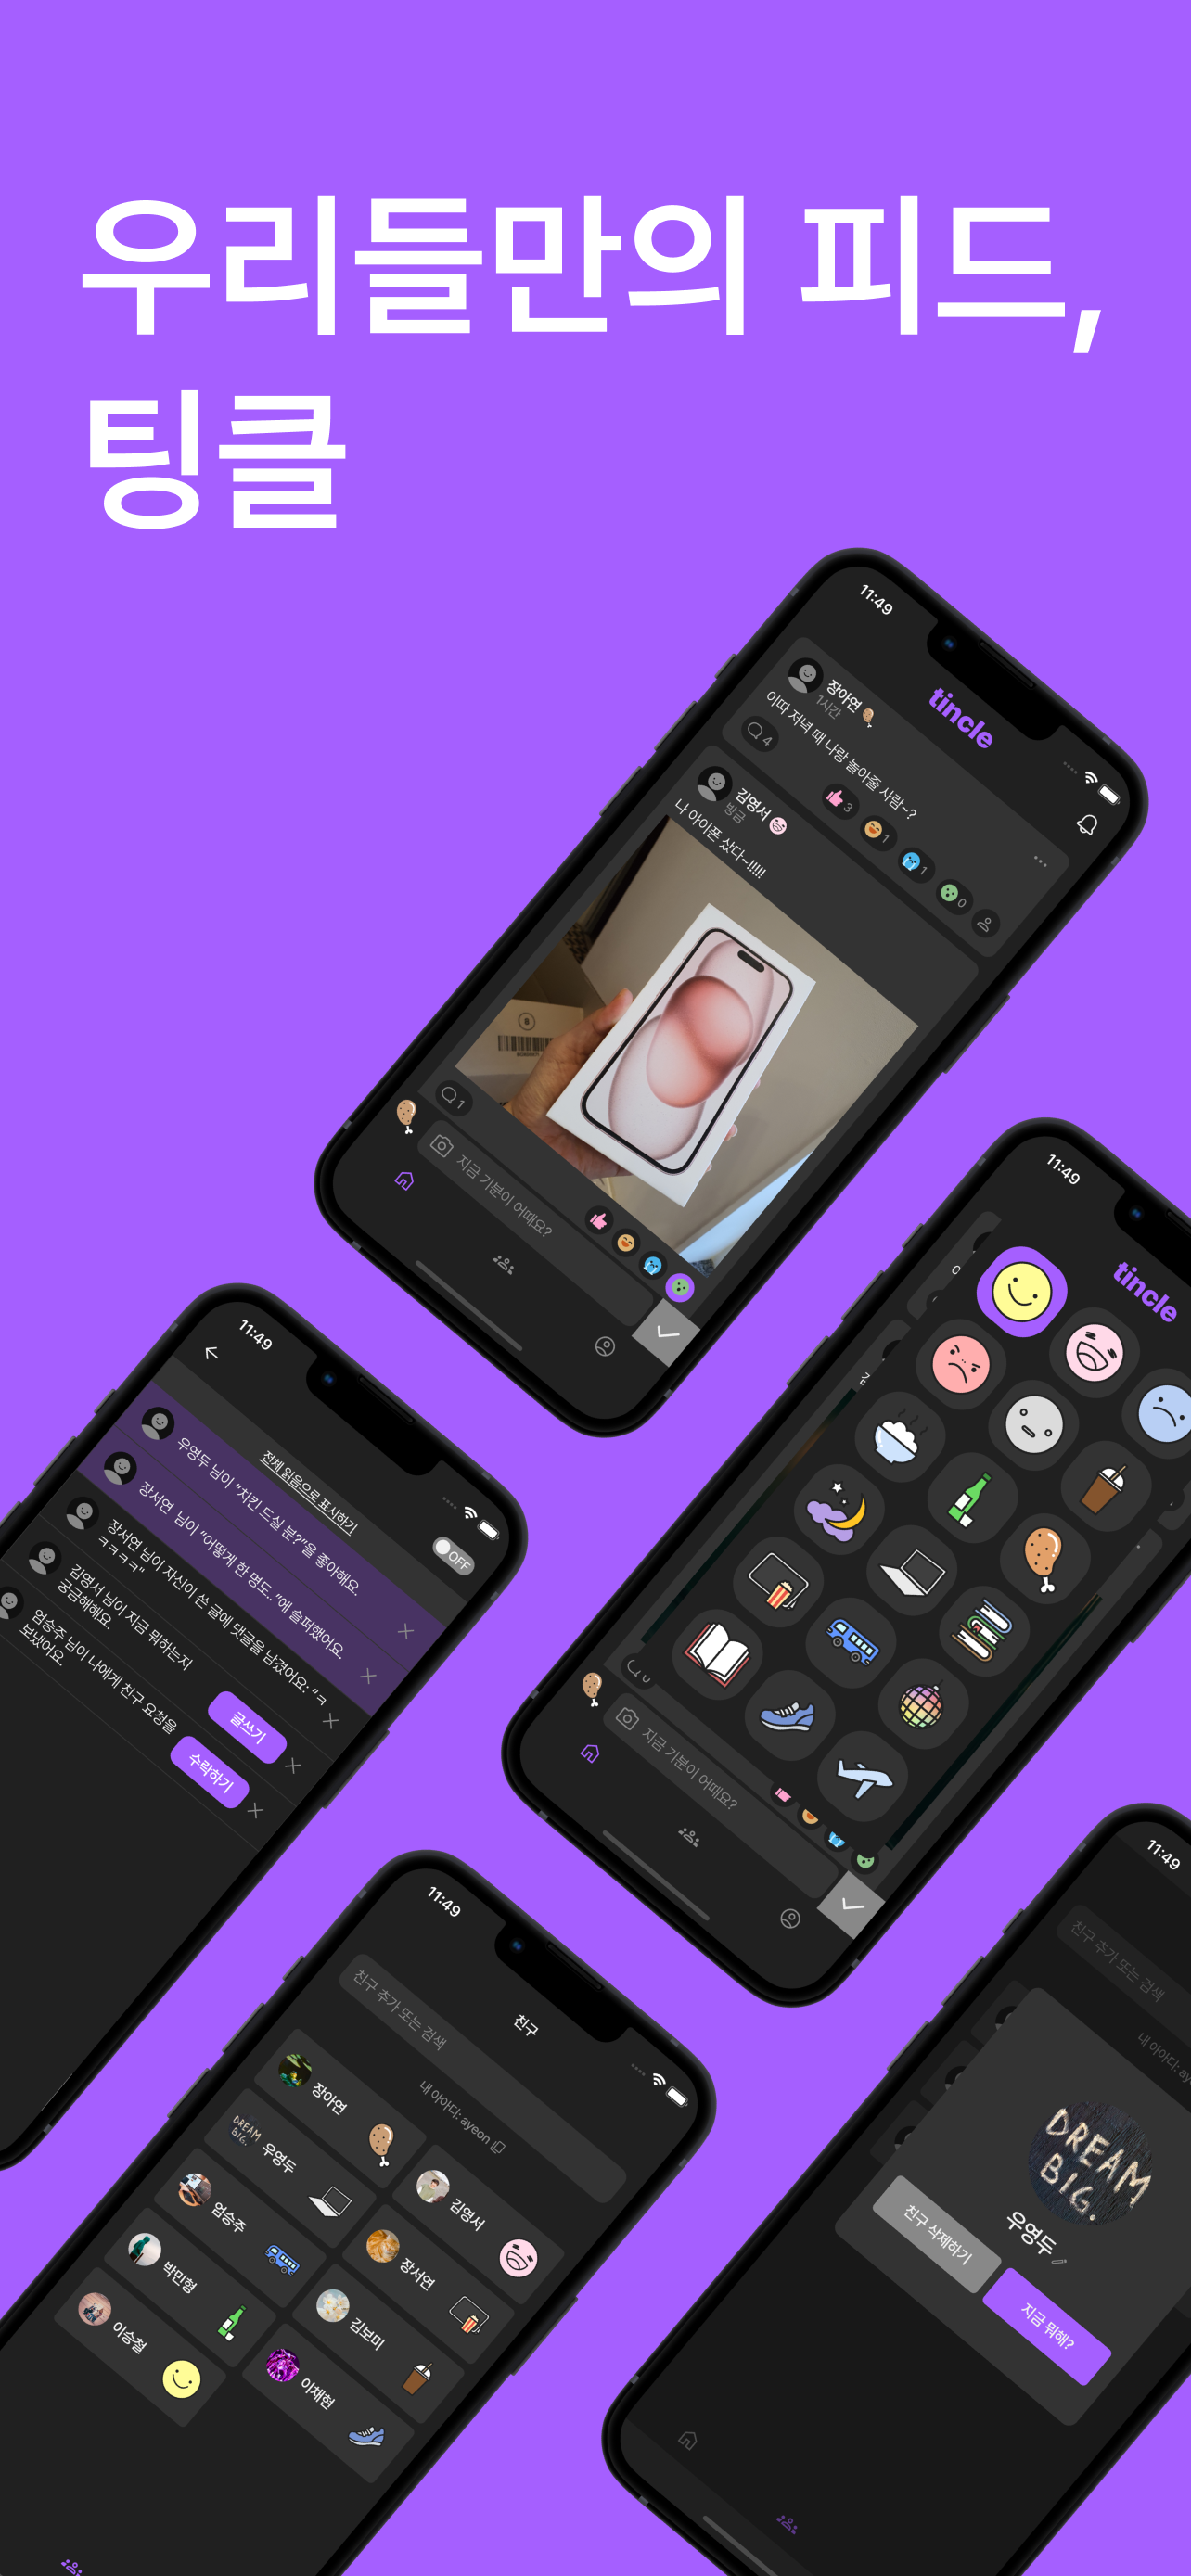 우리들만의 피드,
팅클
11:49
tincle
장아연
1시간
이따 저녁 때 나랑 놀아줄 사람~?
4
3
1
1
0
김영서
방금
나 아이폰 샀다~!!!!!
1
지금 기분이 어때요?
11:49
tincle
지금 기분이 어때요?
11:49
전체 읽음으로 표시하기
OFF
우영두 님이 "치킨 드실 분?"을 좋아해요.
장서연 님이 "어떻게 한 명도.."에 슬퍼했어요.
장서연 님이 자신이 쓴 글에 댓글을 남겼어요. "ㅋ
ㅋㅋㅋㅋ"
김영서 님이 지금 뭐하는지
궁금해해요.
글쓰기
엄승주 님이 나에게 친구 요청을
보냈어요.
수락하기
11:49
친구
친구 추가 또는 검색
내 아이디: ayeon
장아연
김영서
DREAM
BIG.
우영두
장서연
엄승주
김보미
박민형
이채현
이승철
11:49
친구 추가 또는 검색
내 아이디: ay
DREAM
BIG.
우영두
친구 삭제하기
지금 뭐해?